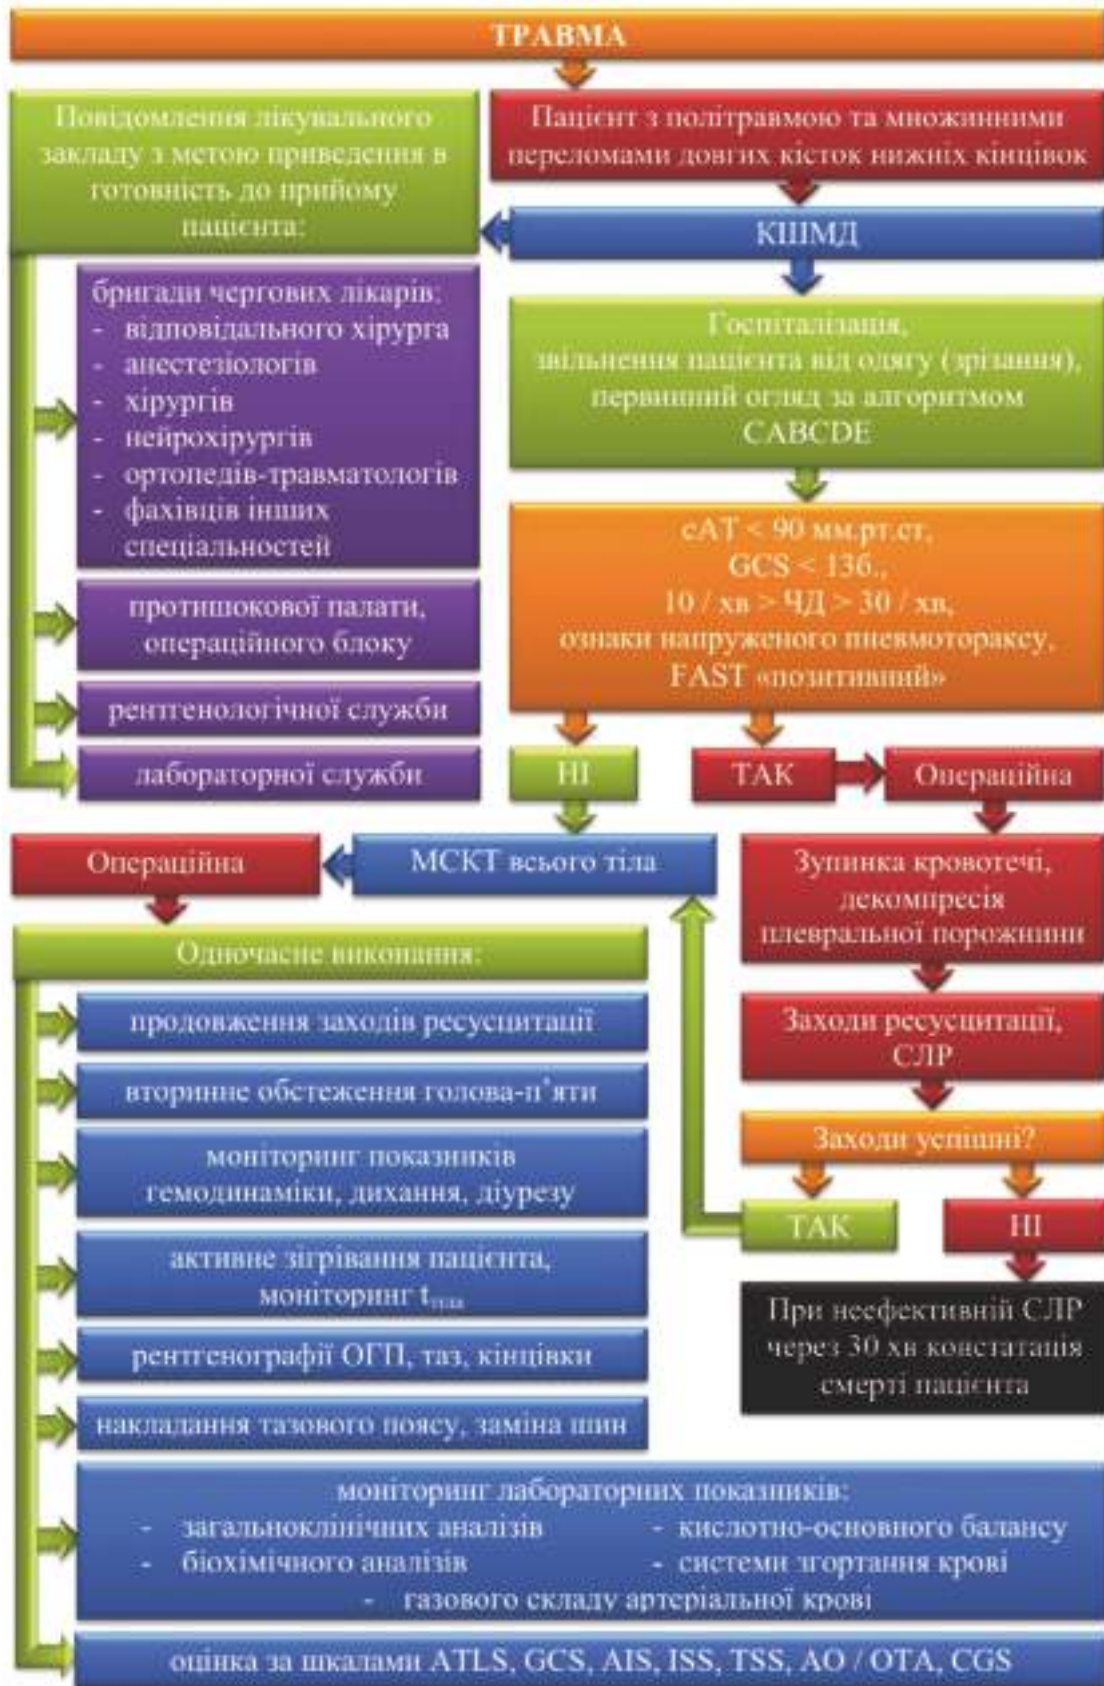 ТРАВМА
Пацієнт з політравмою та множинними
переломами довгих кісток нижніх кінцівок
Повідомлення лікувального
закладу з метою приведення в
готовність до прийому
пацієнта:
КШМД
бригади чергових лікарів:
- відповідального хірурга
- анестезіологів
- хірургів
- нейрохірургів
- ортопедів-травматологів
- фахівців інших
спеціальностей
протишокової палати,
операційного блоку
рентгенологічної служби
лабораторної служби
Госпіталізація,
звільнення пацієнта від одягу (зрізання),
первинний огляд за алгоритмом
CABCDE
сАТ < 90 мм.рт.ст,
GCS < 13б.,
10 / хв > ЧД > 30 / хв,
ознаки напруженого пневмотораксу,
FAST «позитивний»
НІ
ТАК
Операційна
МСКТ всього тіла
Операційна
Зупинка кровотечі,
декомпресія
плевральної порожнини
Заходи ресусцитації,
СЛР
Заходи успішні?
ТАК
НІ
При неефективній СЛР
через 30 хв констатація
смерті пацієнта
Одночасне виконання:
продовження заходів ресусцитації
вторинне обстеження голова-п’яти
моніторинг показників
гемодинаміки, дихання, діурезу
активне зігрівання пацієнта,
моніторинг tтіла
рентгенографії ОГП, таз, кінцівки
накладання тазового поясу, заміна шин
моніторинг лабораторних показників:
- загальноклінічних аналізів
- кислотно-основного балансу
- біохімічного аналізів
- системи згортання крові
- газового складу артеріальної крові
оцінка за шкалами ATLS, GCS, AIS, ISS, TSS, AO / OTA, CGS